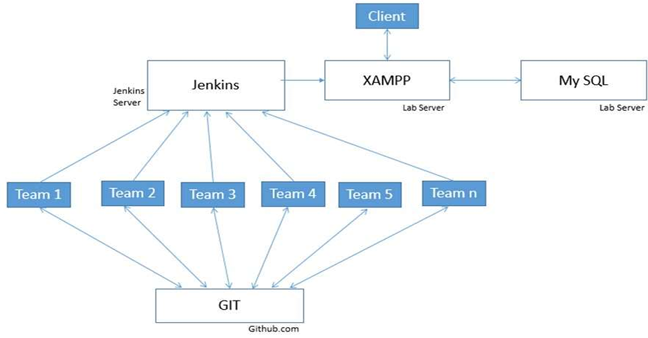 Client
Jenkins
Server
Jenkins
XAMPP
My SQL
Lab Server
Lab Server
Team 1
Team 2
Team 3
Team 4
Team 5
Team n
GIT
Github.com